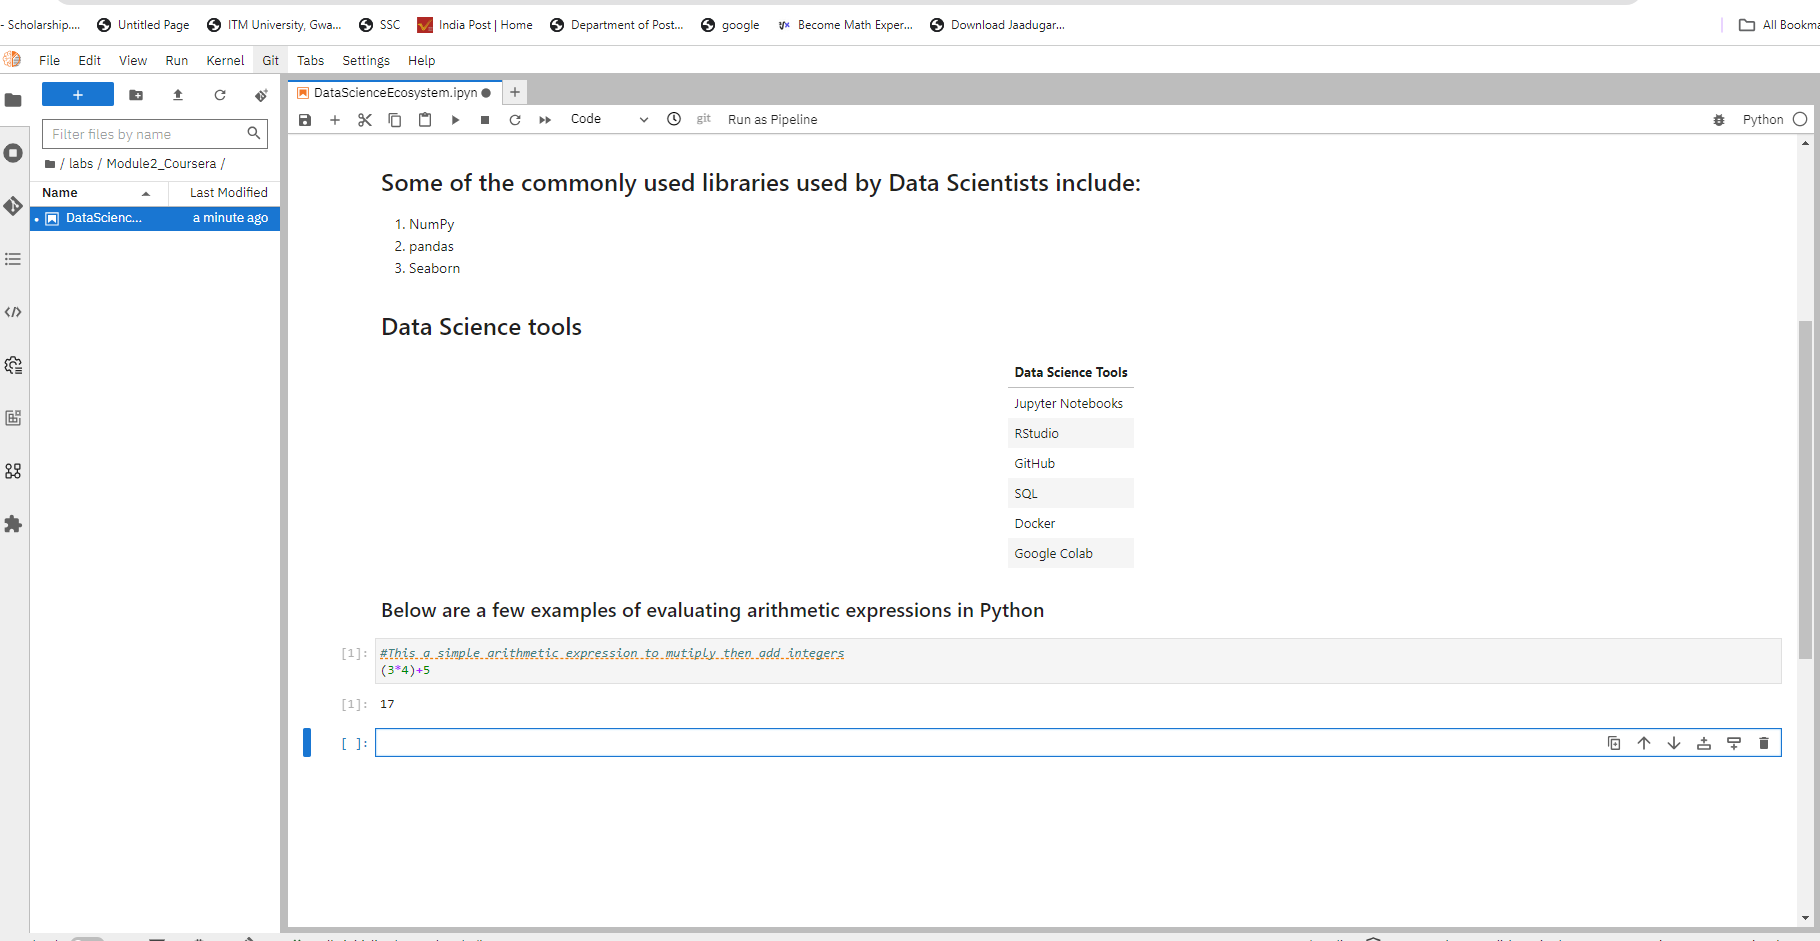 - Scholarship.... Untitled Page ITM University, Gwa... SSC India Post | Home Department of Post... google Become Math Exper... Download Jaadugar... All Bookma
File Edit View Run Kernel Git Tabs Settings Help
+
DataScienceEcosystem.ipyn
Filter files by name
Code git Run as Pipeline Python
/ labs / Module2_Coursera /
Name Last Modified
DataScienc... a minute ago
Some of the commonly used libraries used by Data Scientists include:
1. NumPy
2. pandas
3. Seaborn
Data Science tools
Data Science Tools
Jupyter Notebooks
RStudio
GitHub
SQL
Docker
Google Colab
Below are a few examples of evaluating arithmetic expressions in Python
[1]: #This a simple arithmetic expression to mutiply then add integers
(3*4)+5
[1]: 17
[ ]: